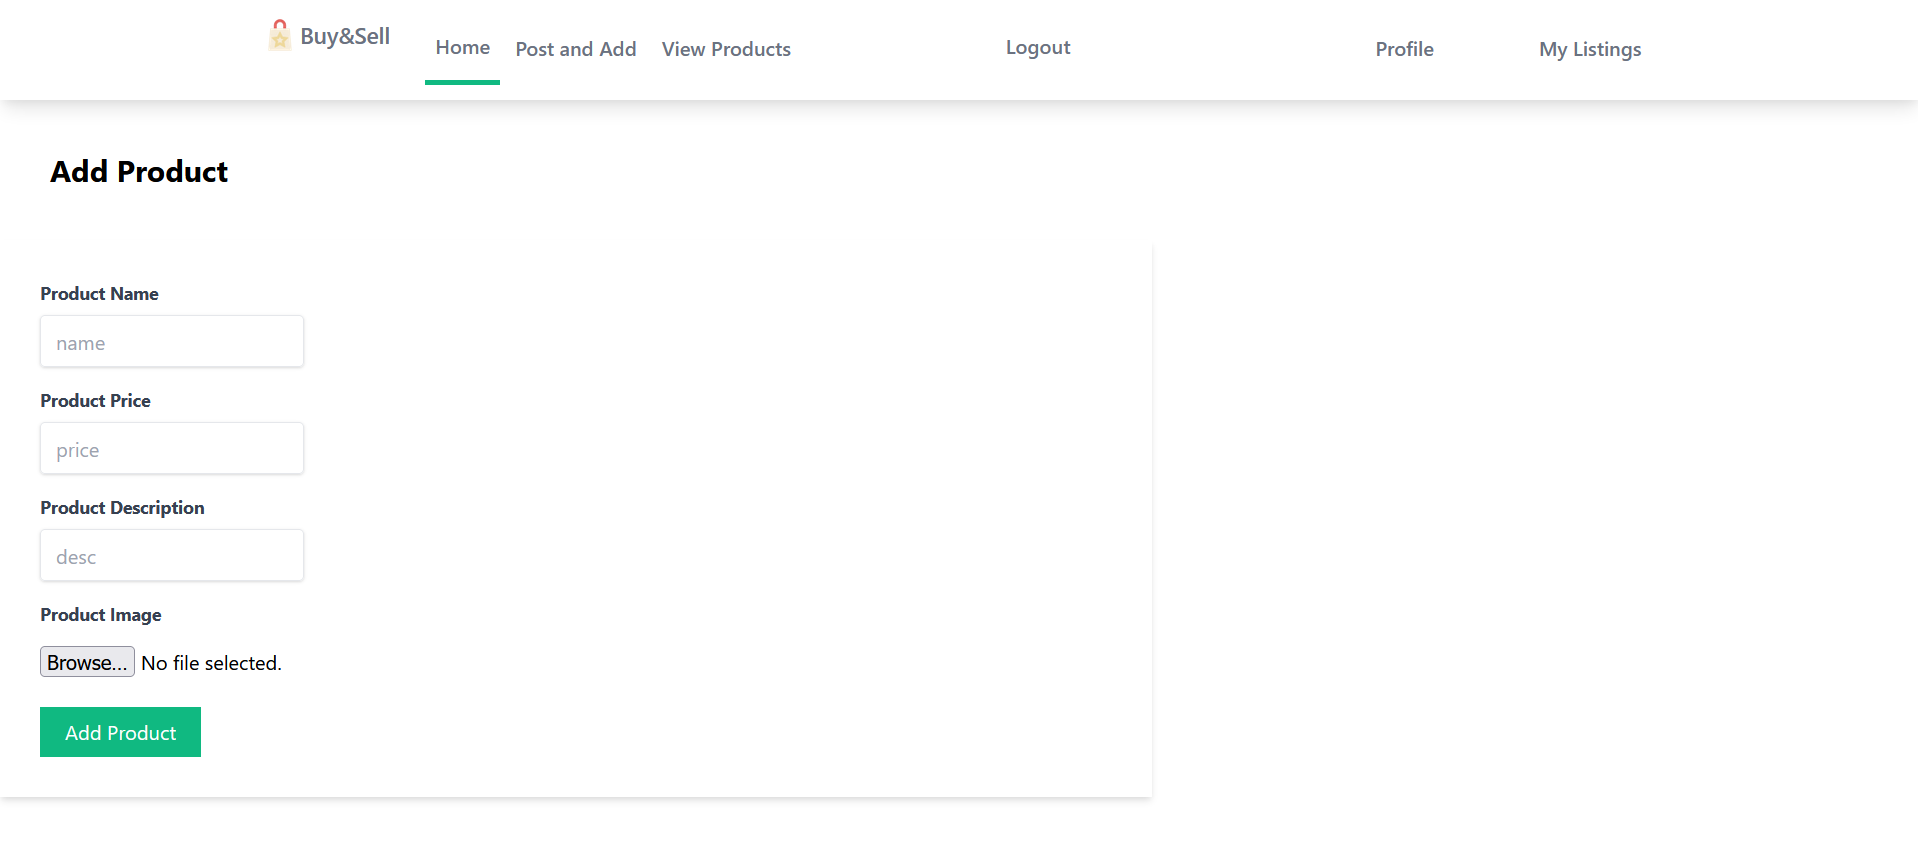 Buy&Sell Home Post and Add View Products Logout Profile My Listings
Add Product
Product Name
name
Product Price
price
Product Description
desc
Product Image
Browse... No file selected.
Add Product